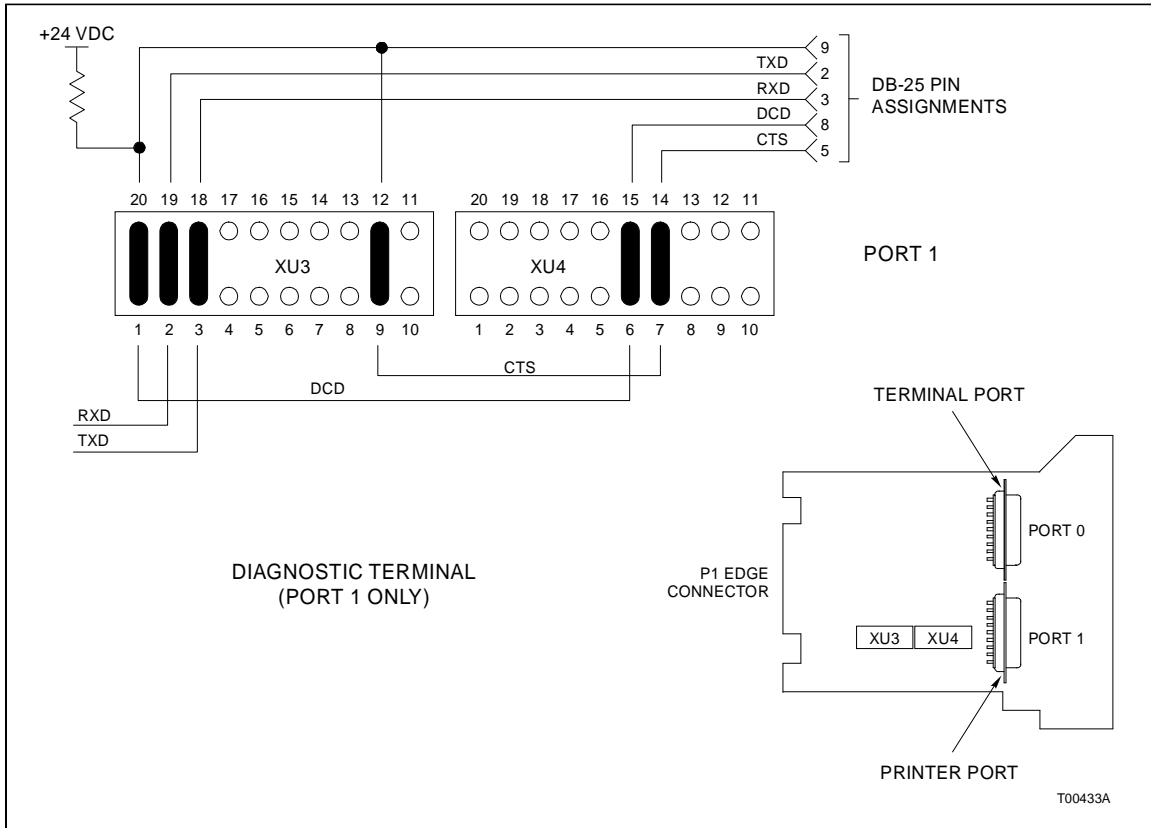 +24 VDC
9
TXD
2
RXD
3
DCD
8
CTS
5
DB-25 PIN
ASSIGNMENTS
20 19 18 17 16 15 14 13 12 11
20 19 18 17 16 15 14 13 12 11
XU3
XU4
PORT 1
1 2 3 4 5 6 7 8 9 10
1 2 3 4 5 6 7 8 9 10
CTS
DCD
RXD
TXD
TERMINAL PORT
PORT 0
P1 EDGE
CONNECTOR
XU3
XU4
PORT 1
DIAGNOSTIC TERMINAL
(PORT 1 ONLY)
PRINTER PORT
T00433A